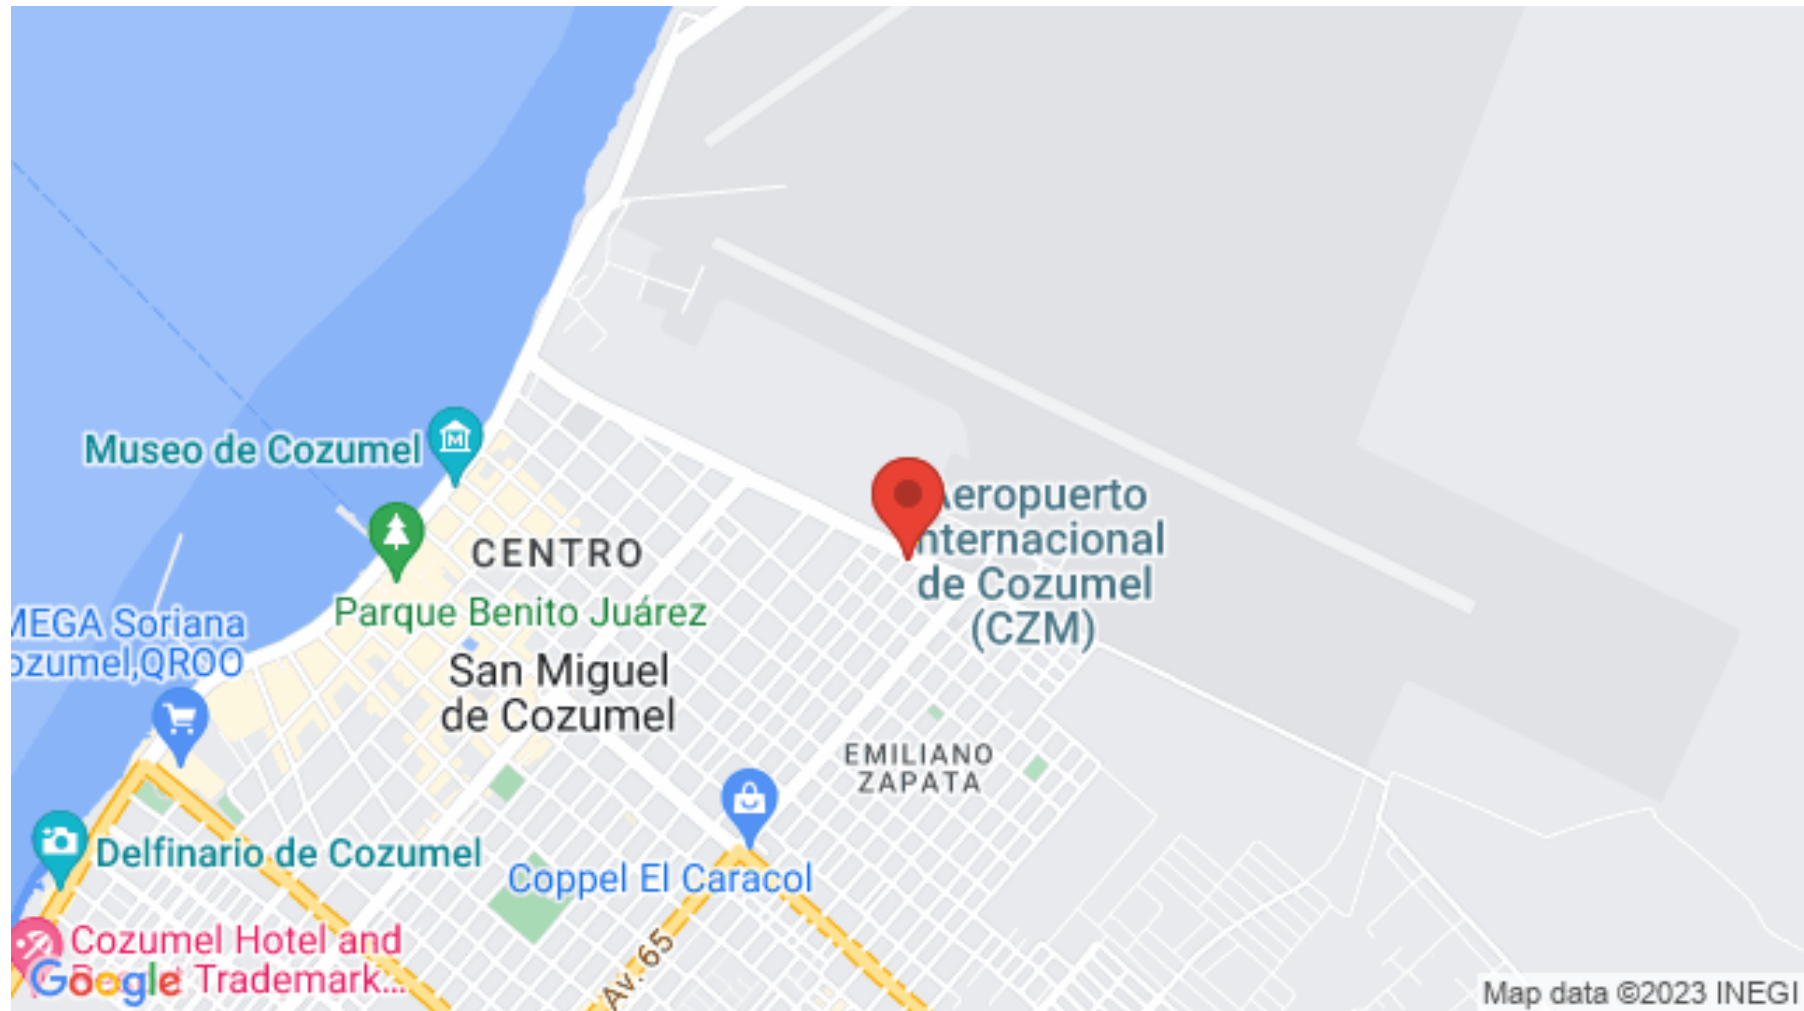 Museo de Cozumel
Aeropuerto
Internacional
de Cozumel
(CZM)
CENTRO
Parque Benito Juárez
MEGA Soriana
Cozumel,QROO
San Miguel
de Cozumel
EMILIANO
ZAPATA
Delfinario de Cozumel
Coppel El Caracol
Cozumel Hotel and
Trademark...
Av. 65
Google
Map data ©2023 INEGI